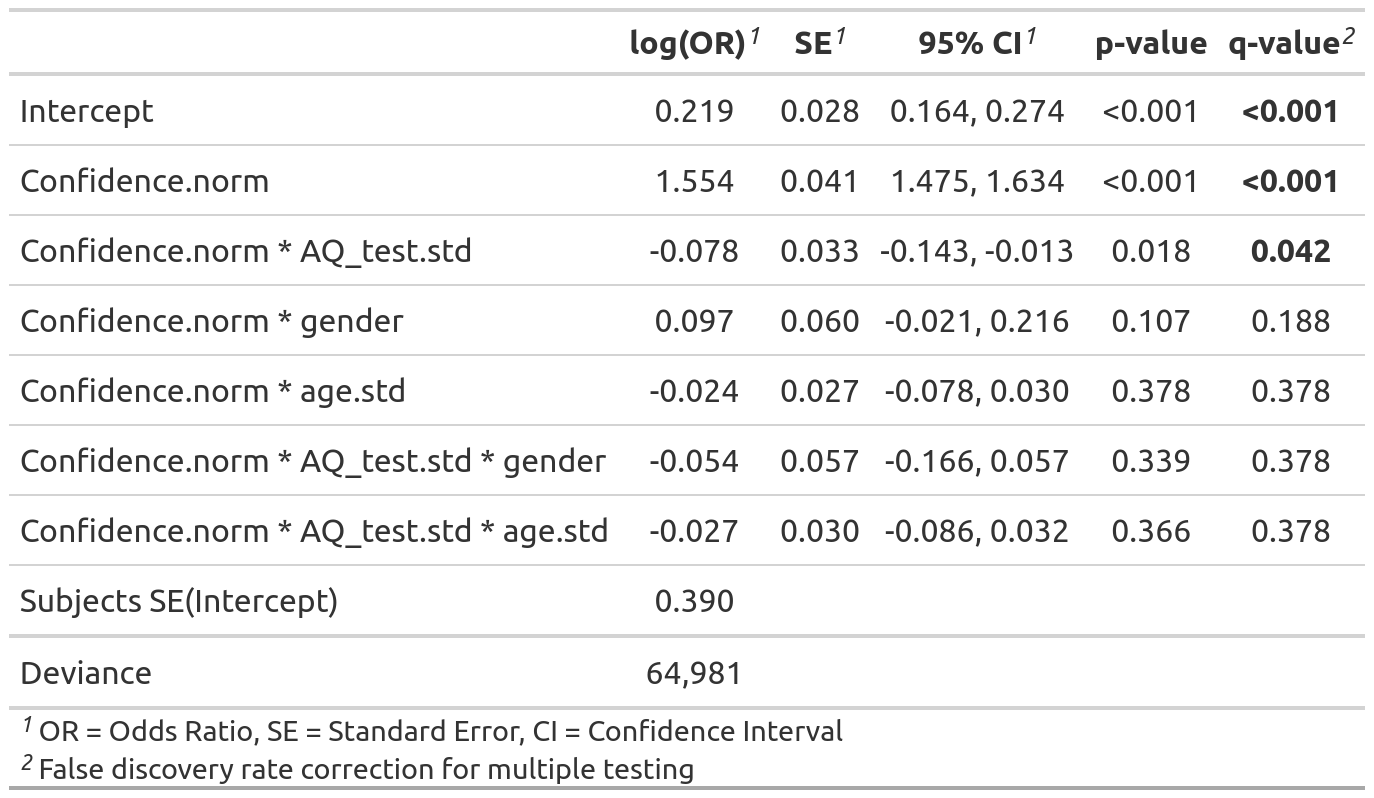 log(OR)1 SE1 95% CI1 p-value q-value2
Intercept 0.219 0.028 0.164, 0.274 <0.001 <0.001
Confidence.norm 1.554 0.041 1.475, 1.634 <0.001 <0.001
Confidence.norm * AQ_test.std -0.078 0.033 -0.143, -0.013 0.018 0.042
Confidence.norm * gender 0.097 0.060 -0.021, 0.216 0.107 0.188
Confidence.norm * age.std -0.024 0.027 -0.078, 0.030 0.378 0.378
Confidence.norm * AQ_test.std * gender -0.054 0.057 -0.166, 0.057 0.339 0.378
Confidence.norm * AQ_test.std * age.std -0.027 0.030 -0.086, 0.032 0.366 0.378
Subjects SE(Intercept) 0.390
Deviance 64,981
1 OR = Odds Ratio, SE = Standard Error, CI = Confidence Interval
2 False discovery rate correction for multiple testing